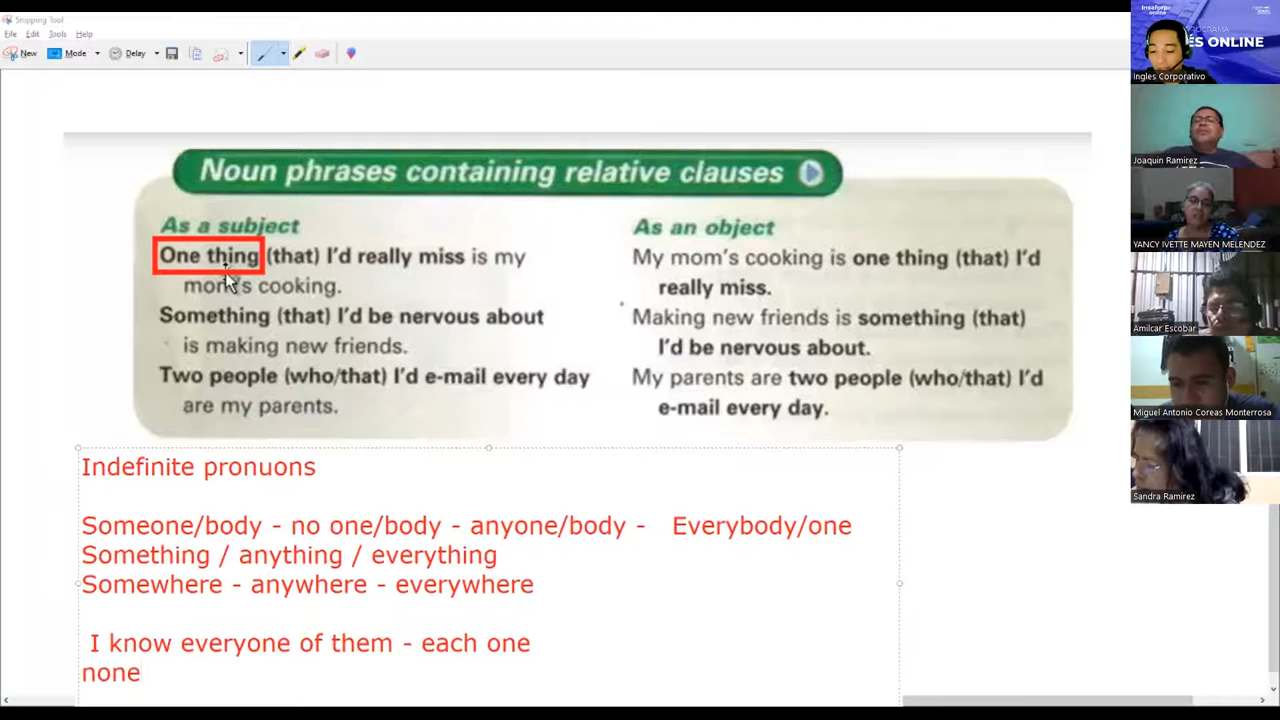 Snipping Tool
File Edit Tools Help
New Mode Delay
Noun phrases containing relative clauses
As a subject
One thing (that) I'd really miss is my
mom's cooking.
Something (that) I'd be nervous about
is making new friends.
Two people (who/that) I'd e-mail every day
are my parents.
As an object
My mom's cooking is one thing (that) I'd
really miss.
Making new friends is something (that)
I'd be nervous about.
My parents are two people (who/that) I'd
e-mail every day.
Indefinite pronuons
Someone/body - no one/body - anyone/body - Everybody/one
Something / anything / everything
Somewhere - anywhere - everywhere
I know everyone of them - each one
none
Insaforp
online
PROGRAMA
ÉS ONLINE
Ingles Corporativo
Joaquin Ramirez
YANCY IVETTE MAYEN MELENDEZ
Amilcar Escobar
Miguel Antonio Coreas Monterrosa
Sandra Ramirez